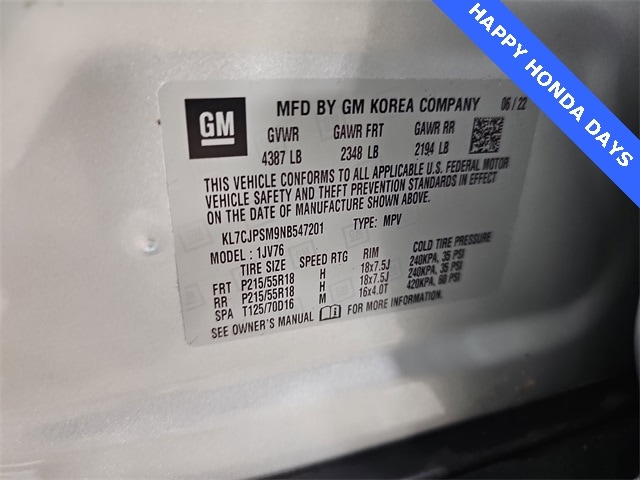 HAPPY HONDA DAYS
GM
MFD BY GM KOREA COMPANY 06/22
GVWR GAWR FRT GAWR RR
4387 LB 2348 LB 2194 LB
THIS VEHICLE CONFORMS TO ALL APPLICABLE U.S. FEDERAL MOTOR
VEHICLE SAFETY AND THEFT PREVENTION STANDARDS IN EFFECT
ON THE DATE OF MANUFACTURE SHOWN ABOVE.
KL7CJPSM9NB547201 TYPE: MPV
MODEL: 1JV76
TIRE SIZE SPEED RTG RIM COLD TIRE PRESSURE
FRT P215/55R18 H 18x7.5J 240KPA, 35 PSI
RR P215/55R18 H 18x7.5J 240KPA, 35 PSI
SPA T125/70D16 M 16x4.0T 420KPA, 60 PSI
SEE OWNER'S MANUAL FOR MORE INFORMATION.